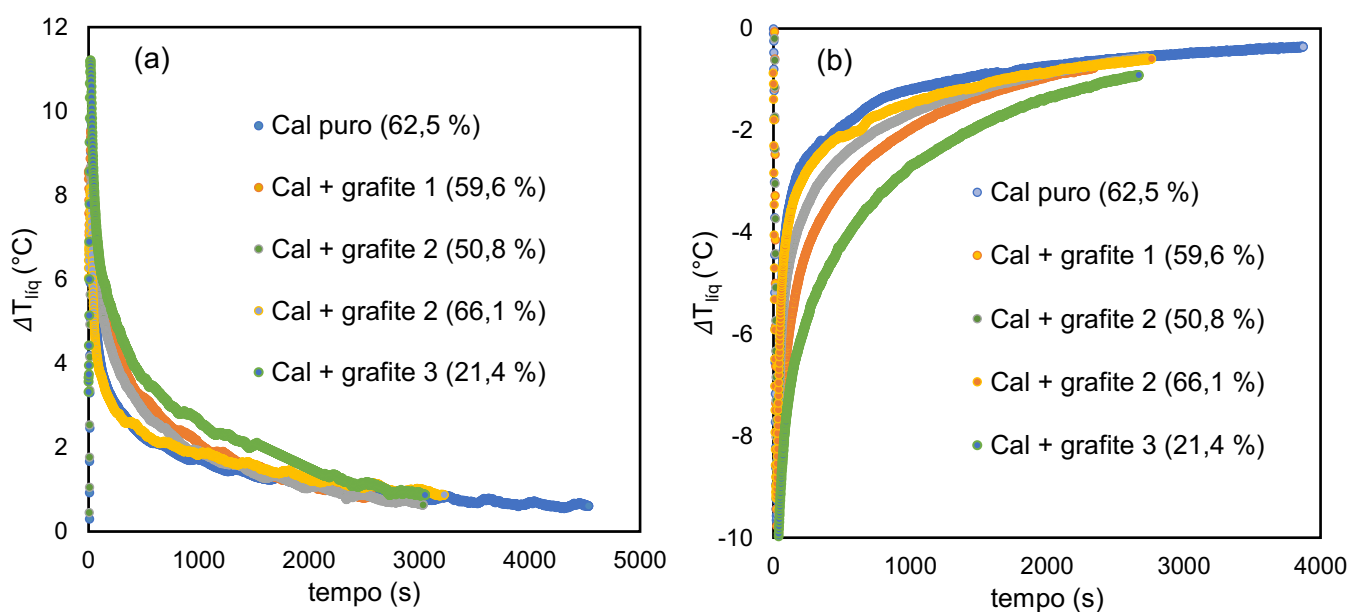 (a)
ΔTlíq (°C)
12
10
8
6
4
2
0
Cal puro (62,5 %)
Cal + grafite 1 (59,6 %)
Cal + grafite 2 (50,8 %)
Cal + grafite 2 (66,1 %)
Cal + grafite 3 (21,4 %)
0 1000 2000 3000 4000 5000
tempo (s)
(b)
ΔTlíq (°C)
0
-2
-4
-6
-8
-10
Cal puro (62,5 %)
Cal + grafite 1 (59,6 %)
Cal + grafite 2 (50,8 %)
Cal + grafite 2 (66,1 %)
Cal + grafite 3 (21,4 %)
0 1000 2000 3000 4000
tempo (s)